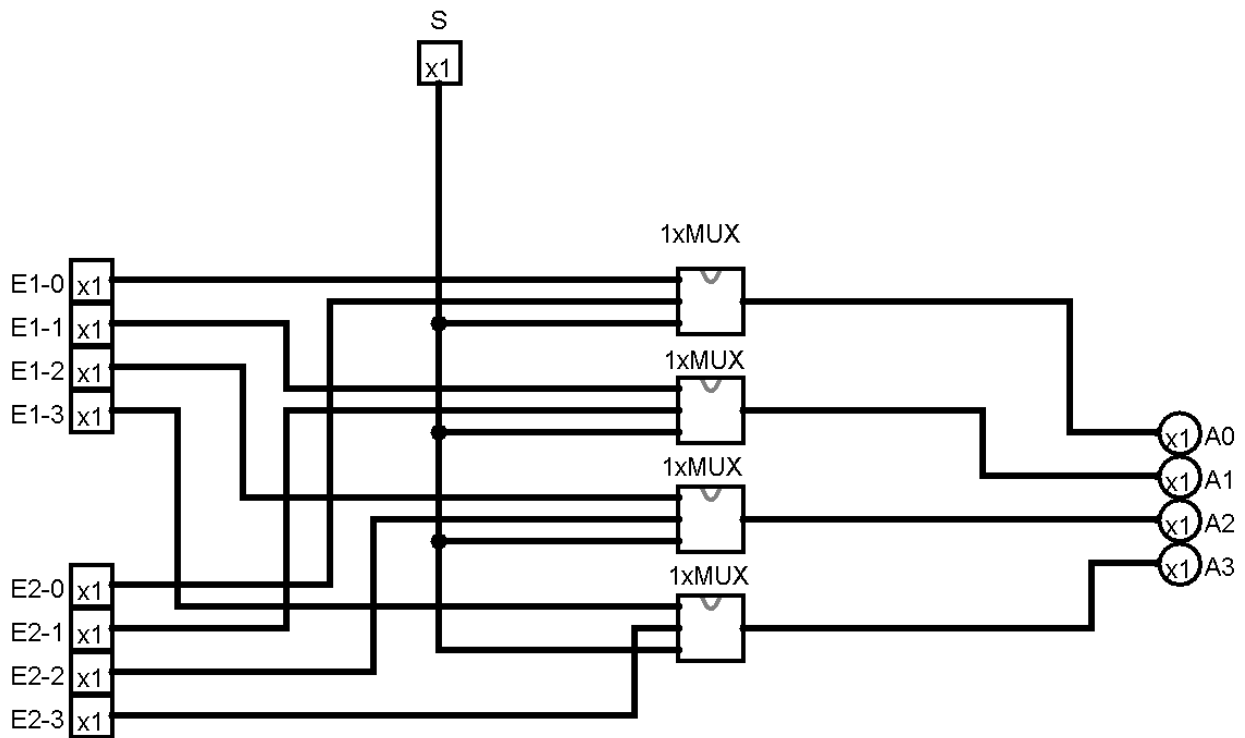 S
x1
1xMUX
E1-0 x1
E1-1 x1
E1-2 x1
E1-3 x1
1xMUX
x1 A0
x1 A1
1xMUX
x1 A2
x1 A3
1xMUX
E2-0 x1
E2-1 x1
E2-2 x1
E2-3 x1